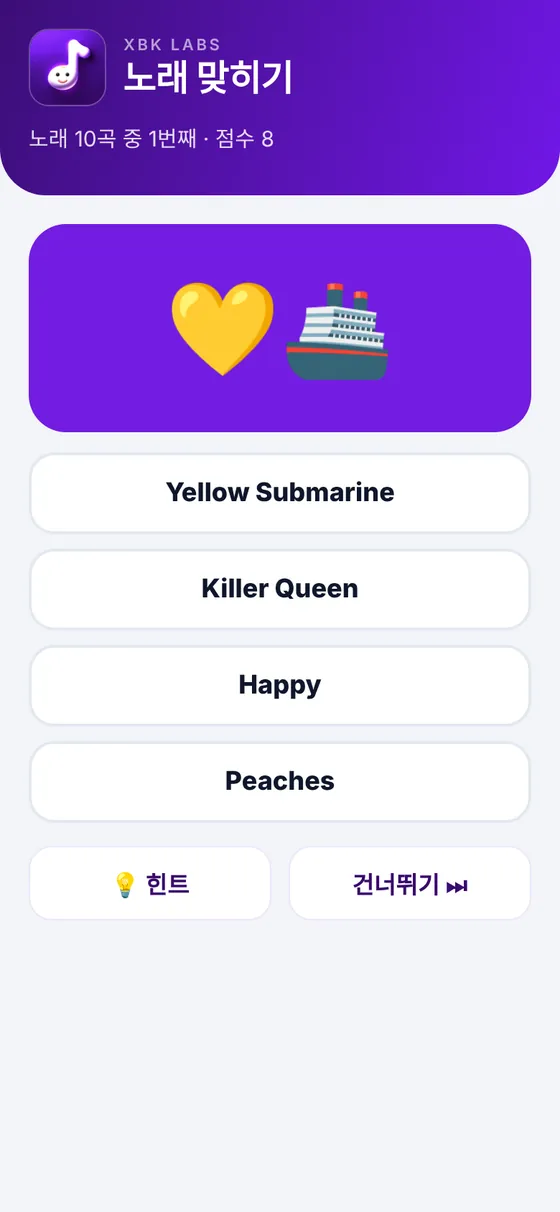 XBK LABS
노래 맞히기
노래 10곡 중 1번째 · 점수 8
Yellow Submarine
Killer Queen
Happy
Peaches
💡 힌트
건너뛰기 ⏭